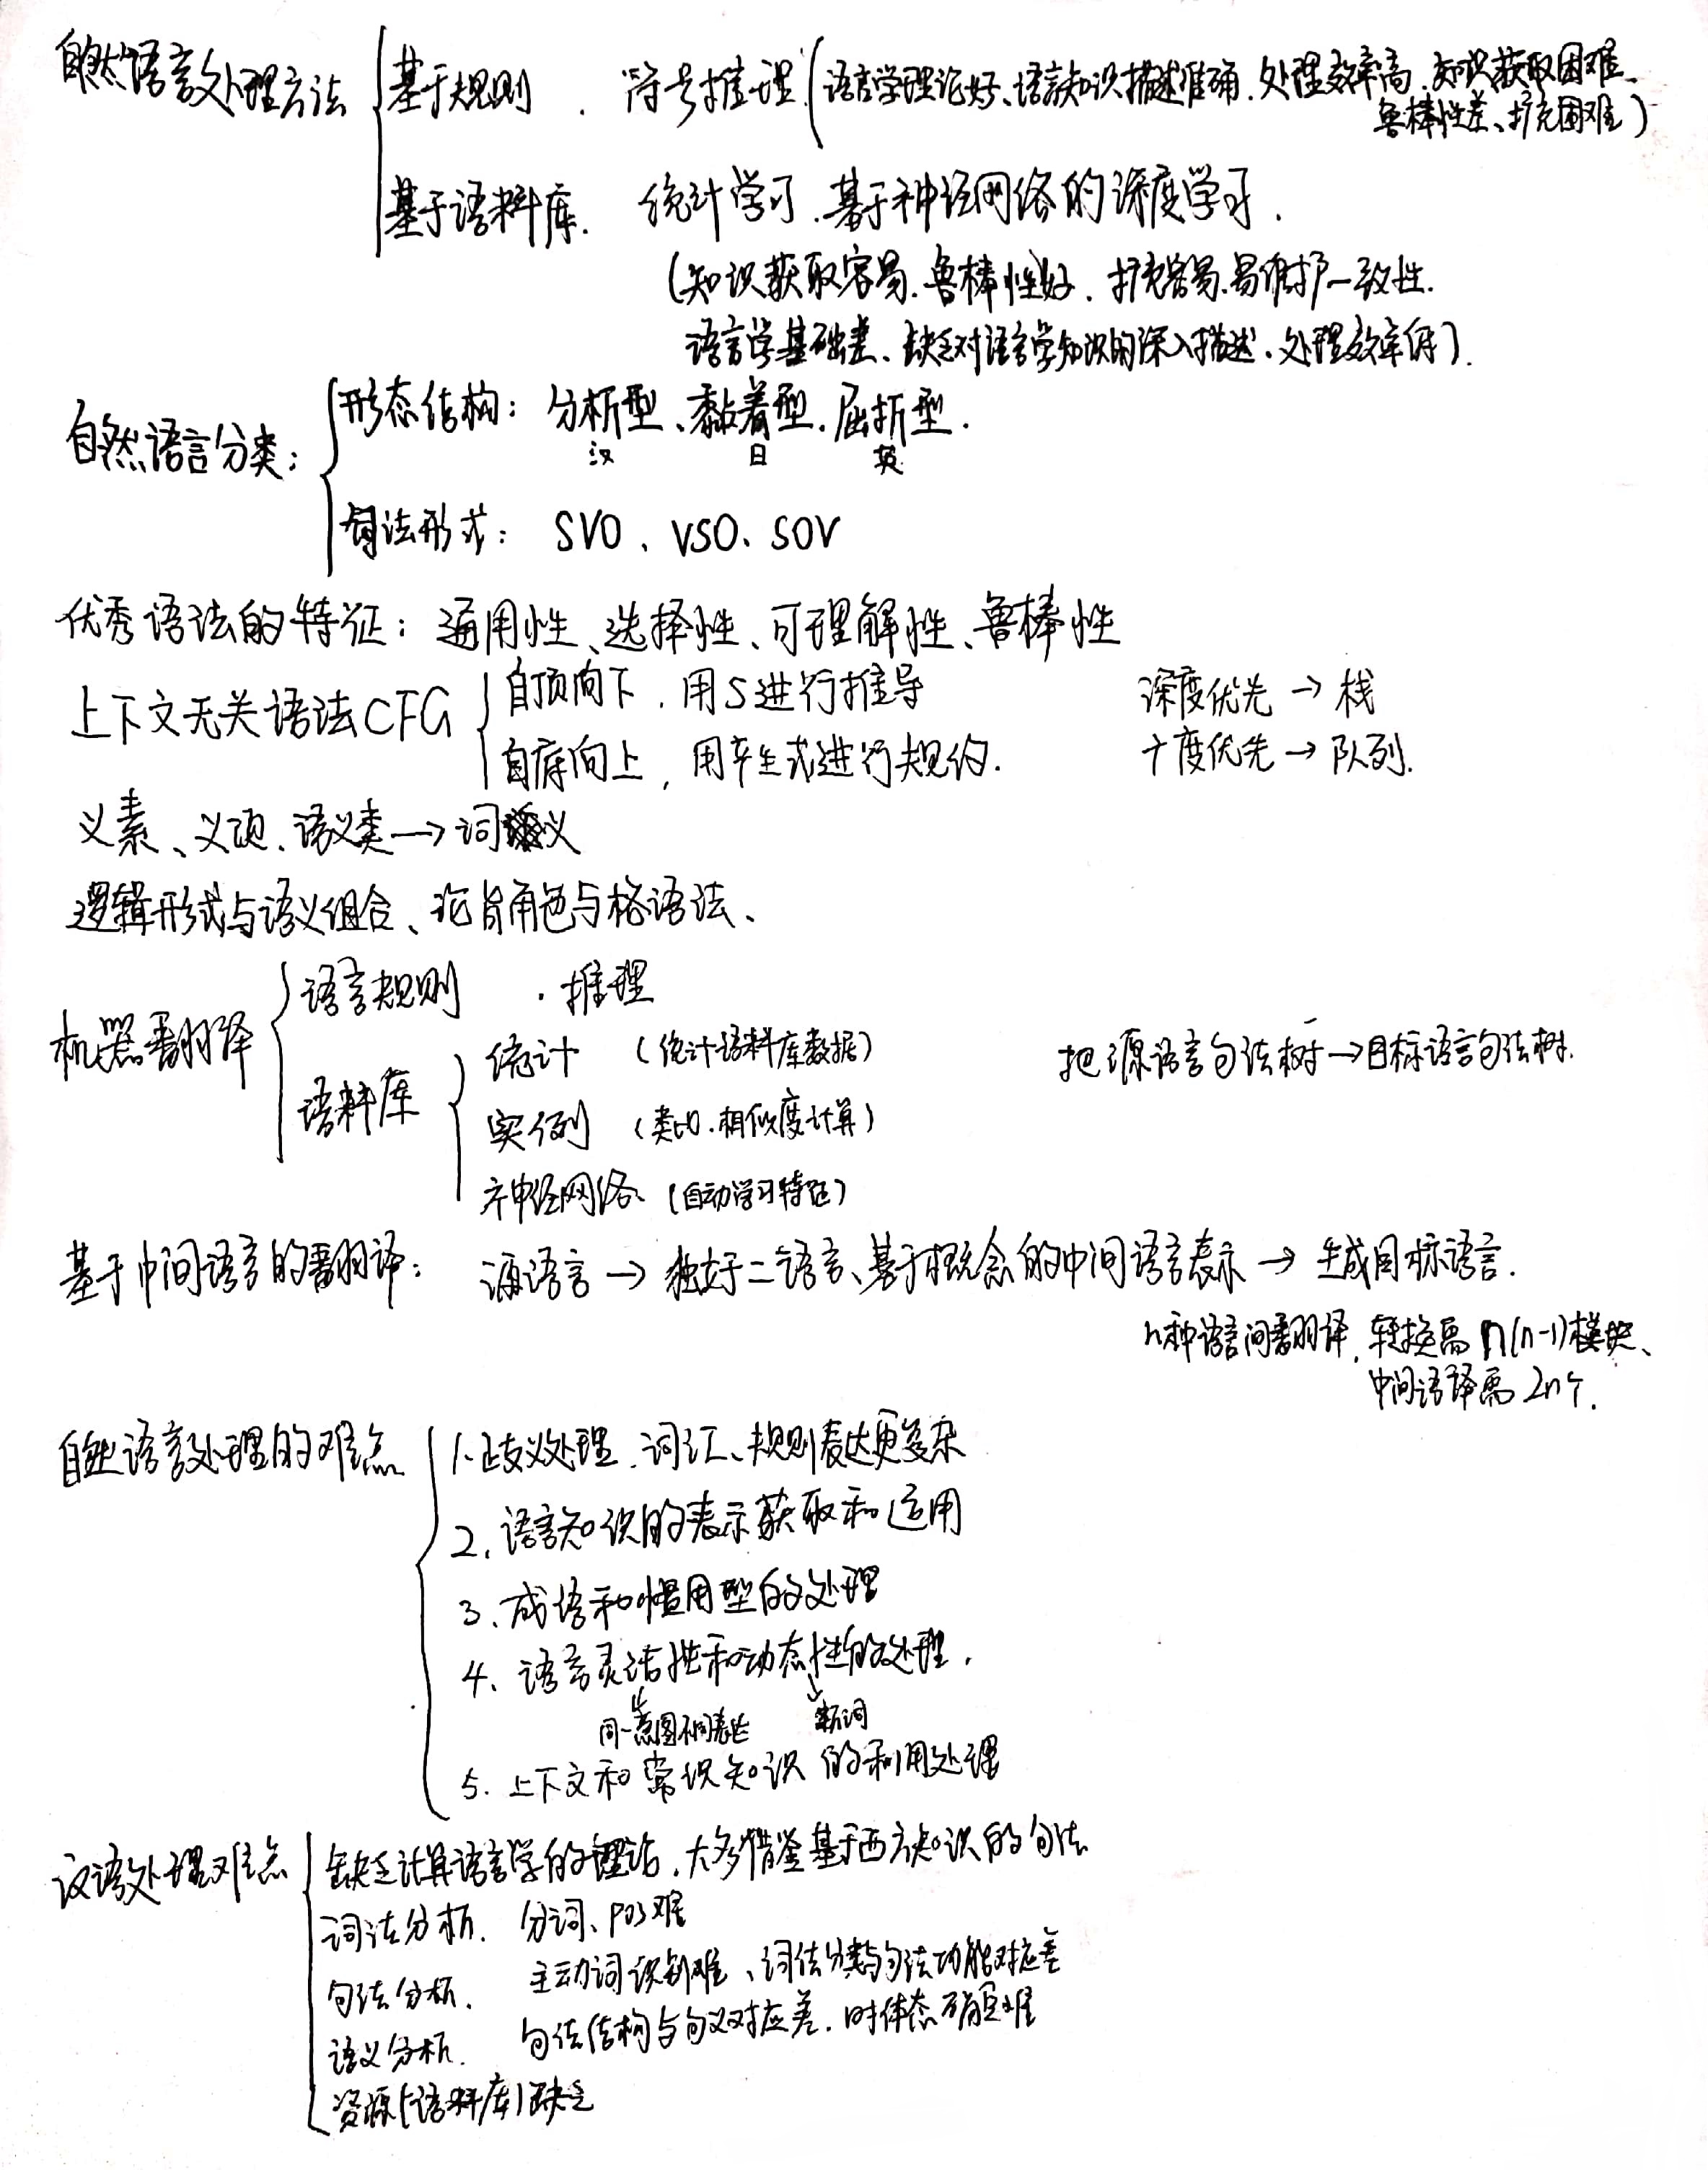 自然语言处理方法
基于规则. 符号推理(语言学理论好、语言知识描述准确.处理效率高.知识获取困难、
鲁棒性差、扩充困难)
基于语料库. 统计学习.基于神经网络的深度学习.
(知识获取容易.鲁棒性好.扩充容易.易维护一致性.
语言学基础差、缺乏对语言学知识的深入描述.处理效率低).
自然语言分类:
形态结构: 分析型、黏着型.屈折型.
汉 日 英
句法形式: SVO、VSO、SOV
优秀语法的特征: 通用性、选择性、可理解性、鲁棒性
上下文无关语法CFG
自顶向下.用S进行推导 深度优先→栈
自底向上,用产生式进行规约. 广度优先→队列.
义素、义项.语义类→词义
逻辑形式与语义组合、论旨角色与格语法、
机器翻译
语言规则 .推理
语料库
统计 (统计语料库数据) 把源语言句法树→目标语言句法树.
实例 (类比.相似度计算)
神经网络 (自动学习特征)
基于中间语言的翻译: 源语言→独立于二语言、基于概念的中间语言表示→生成目标语言.
n种语言间翻译,转换需n(n-1)模块、
中间语译需2n个.
自然语言处理的难点
1.歧义处理.词汇、规则表达更复杂
2.语言知识的表示获取和运用
3、成语和惯用型的处理
4、语言灵活性和动态性的处理.
同一意图不同表达 新词
5.上下文和常识知识的利用处理
汉语处理难点
缺乏计算语言学的理论.大多借鉴基于西方知识的句法
词法分析. 分词、POS难
句法分析. 主动词识别难、词法分类与句法功能对应差
语义分析. 句法结构与句义对应差.时体态确定难
资源(语料库)缺乏